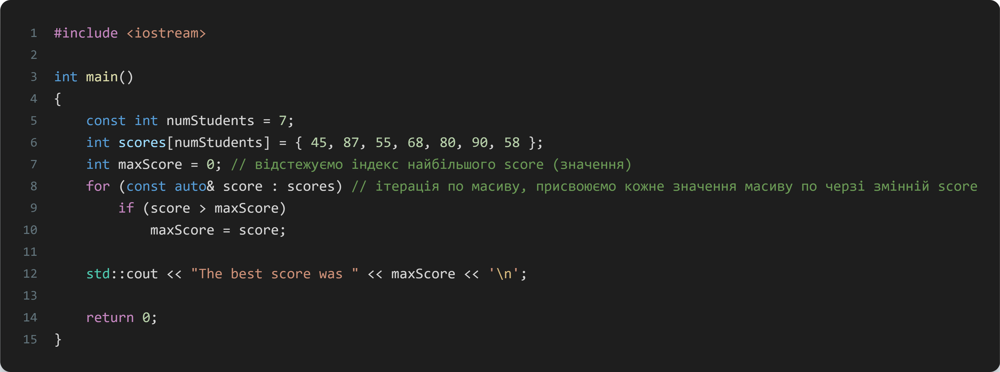 1 #include <iostream>
2
3 int main()
4 {
5     const int numStudents = 7;
6     int scores[numStudents] = { 45, 87, 55, 68, 80, 90, 58 };
7     int maxScore = 0; // відстежуємо індекс найбільшого score (значення)
8     for (const auto& score : scores) // ітерація по масиву, присвоюємо кожне значення масиву по черзі змінній score
9         if (score > maxScore)
10             maxScore = score;
11
12     std::cout << "The best score was " << maxScore << '\n';
13
14     return 0;
15 }